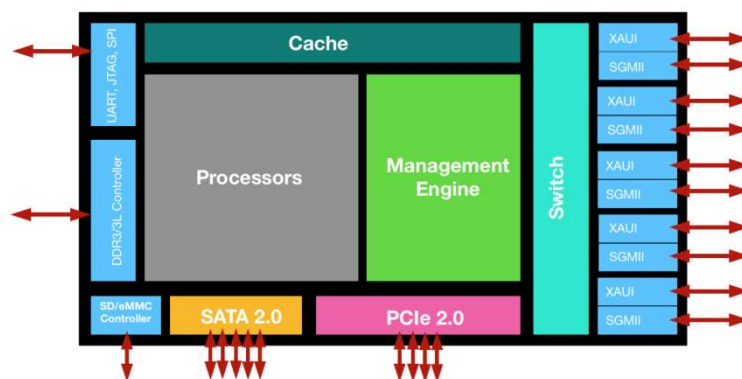 UART, JTAG, SPI
Cache
XAUI
SGMII
XAUI
SGMII
Processors
Management
Engine
Switch
DDR3/3L Controller
XAUI
SGMII
XAUI
SGMII
SD/eMMC
Controller
SATA 2.0
PCIe 2.0
XAUI
SGMII